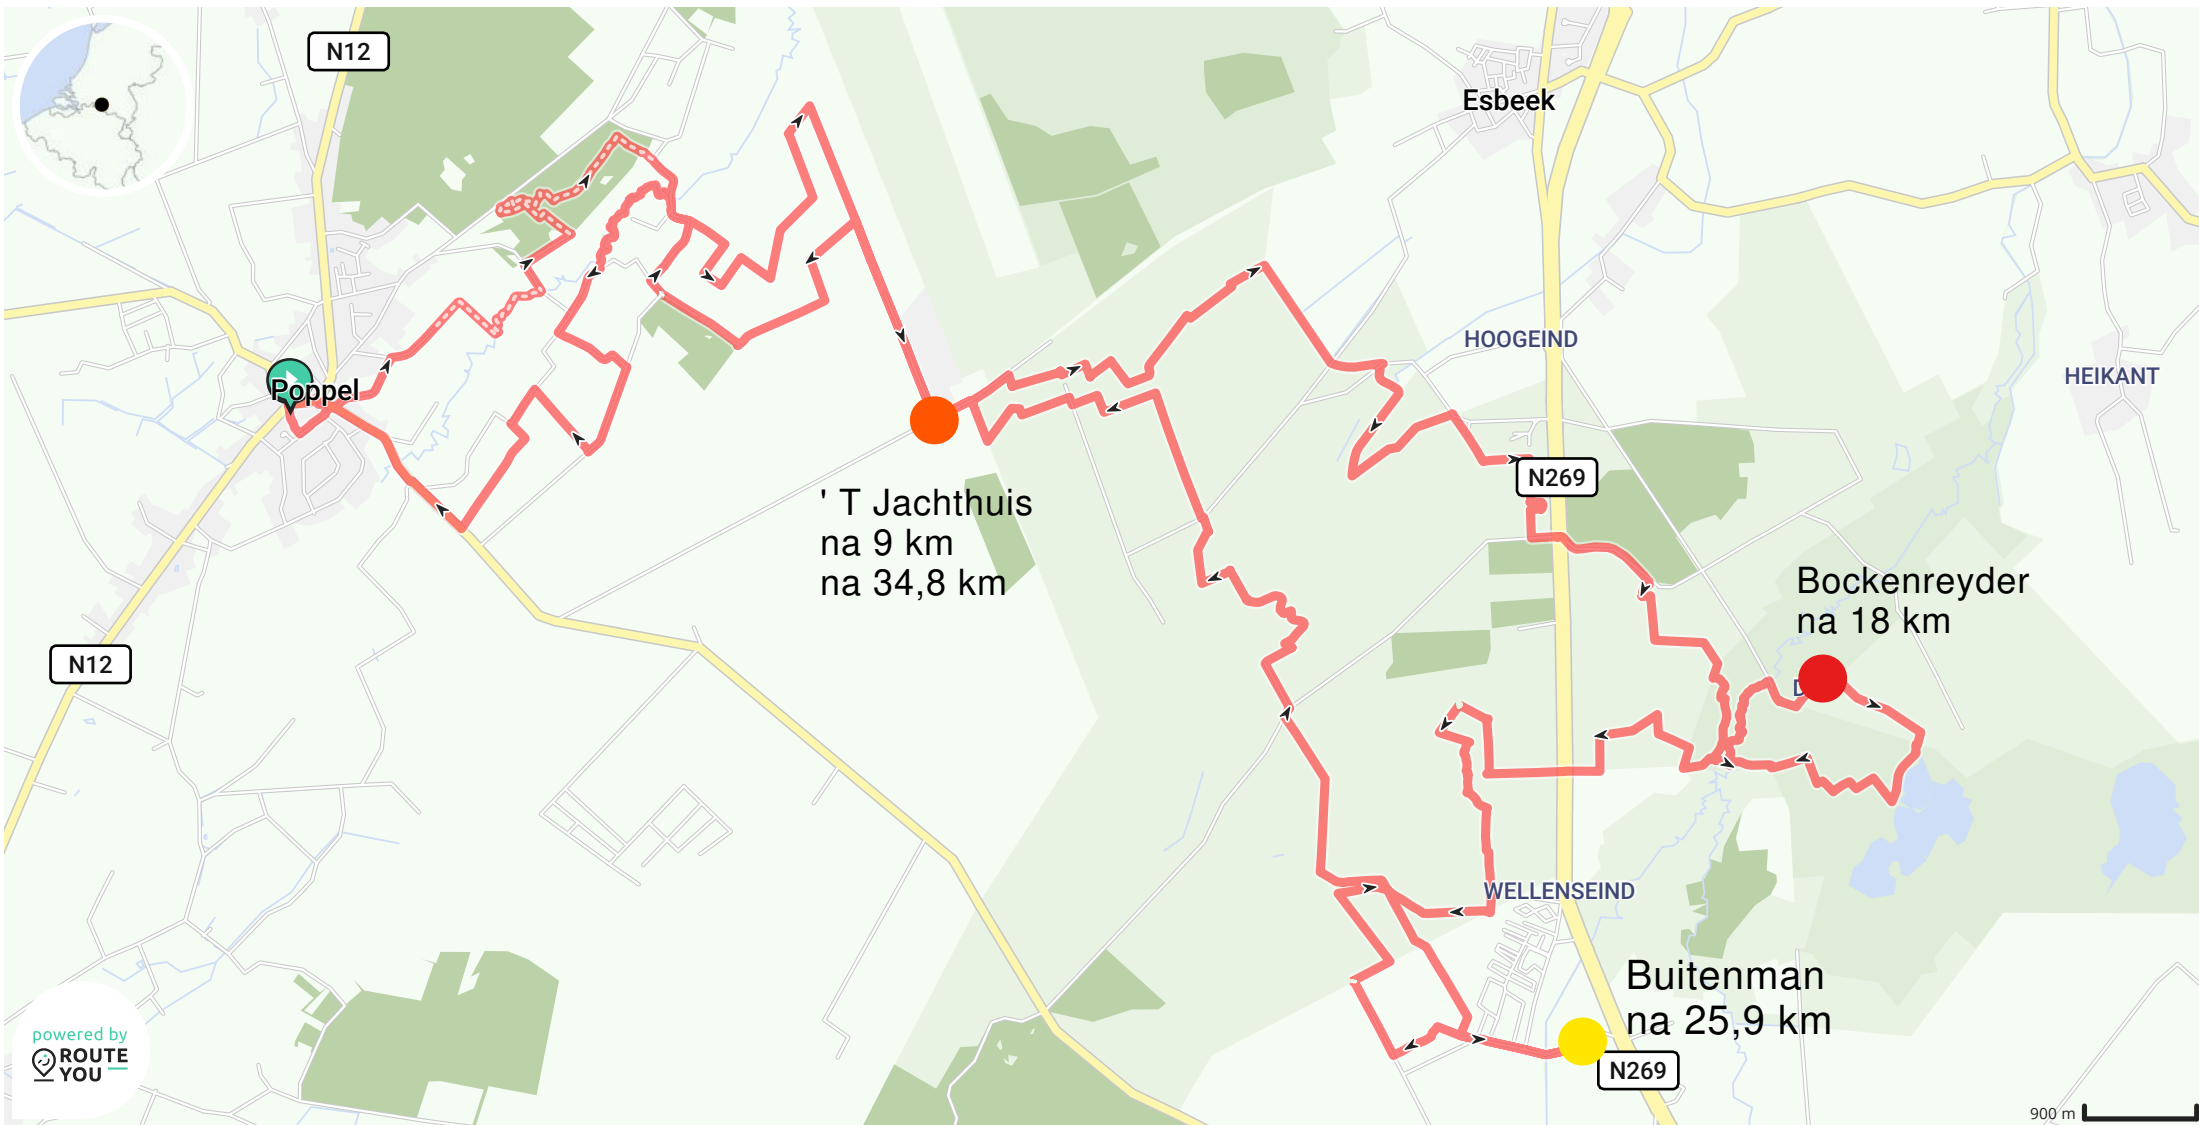 N12
Esbeek
HOOGEIND
HEIKANT
Poppel
N269
' T Jachthuis
na 9 km
na 34,8 km
Bockenreyder
na 18 km
N12
D
WELLENSEIND
Buitenman
na 25,9 km
N269
powered by
ROUTE
YOU
900 m